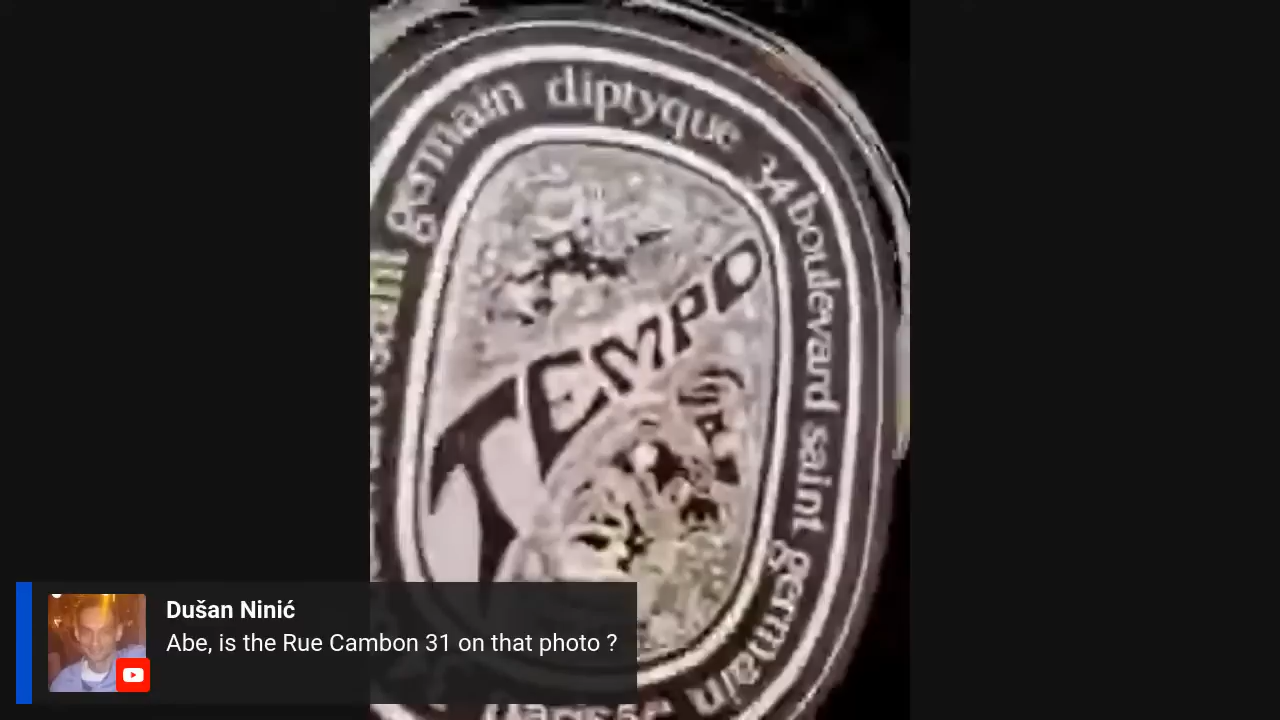 germain diptyque 34 boulevard saint germain
TEMPO
Dušan Ninić
Abe, is the Rue Cambon 31 on that photo ?